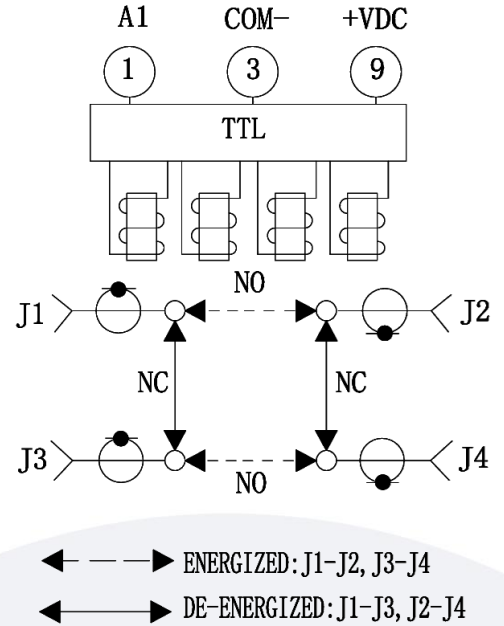 A1 COM- +VDC
1 3 9
TTL
NO
J1 J2
NC NC
J3 J4
NO
ENERGIZED:J1-J2, J3-J4
DE-ENERGIZED:J1-J3, J2-J4